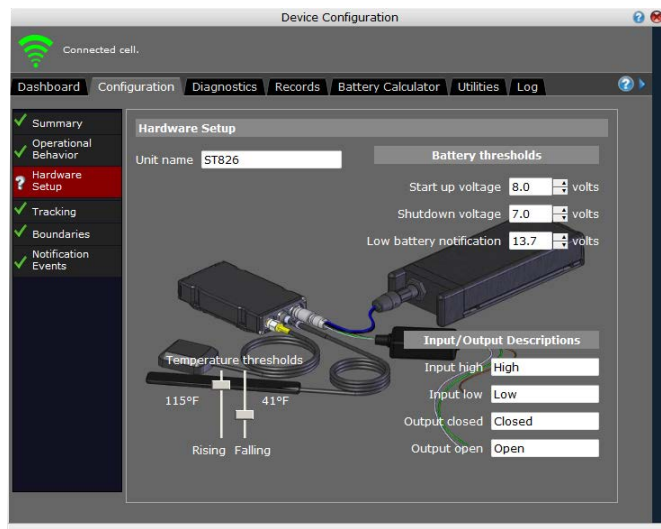 Device Configuration
Connected cell.
Dashboard Configuration Diagnostics Records Battery Calculator Utilities Log
Summary
Operational
Behavior
Hardware
Setup
Tracking
Boundaries
Notification
Events
Hardware Setup
Unit name ST826
Battery thresholds
Start up voltage 8.0 volts
Shutdown voltage 7.0 volts
Low battery notification 13.7 volts
Temperature thresholds
115°F 41°F
Rising Falling
Input/Output Descriptions
Input high High
Input low Low
Output closed Closed
Output open Open